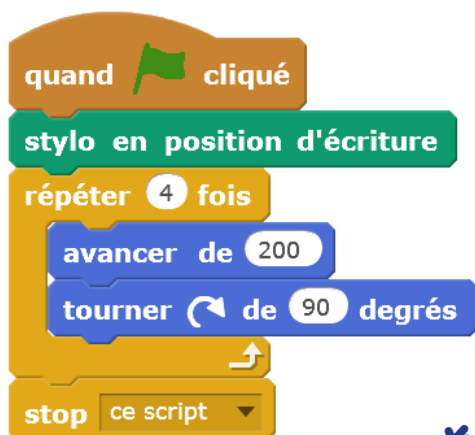 quand cliqué
stylo en position d'écriture
répéter 4 fois
avancer de 200
tourner de 90 degrés
stop ce script